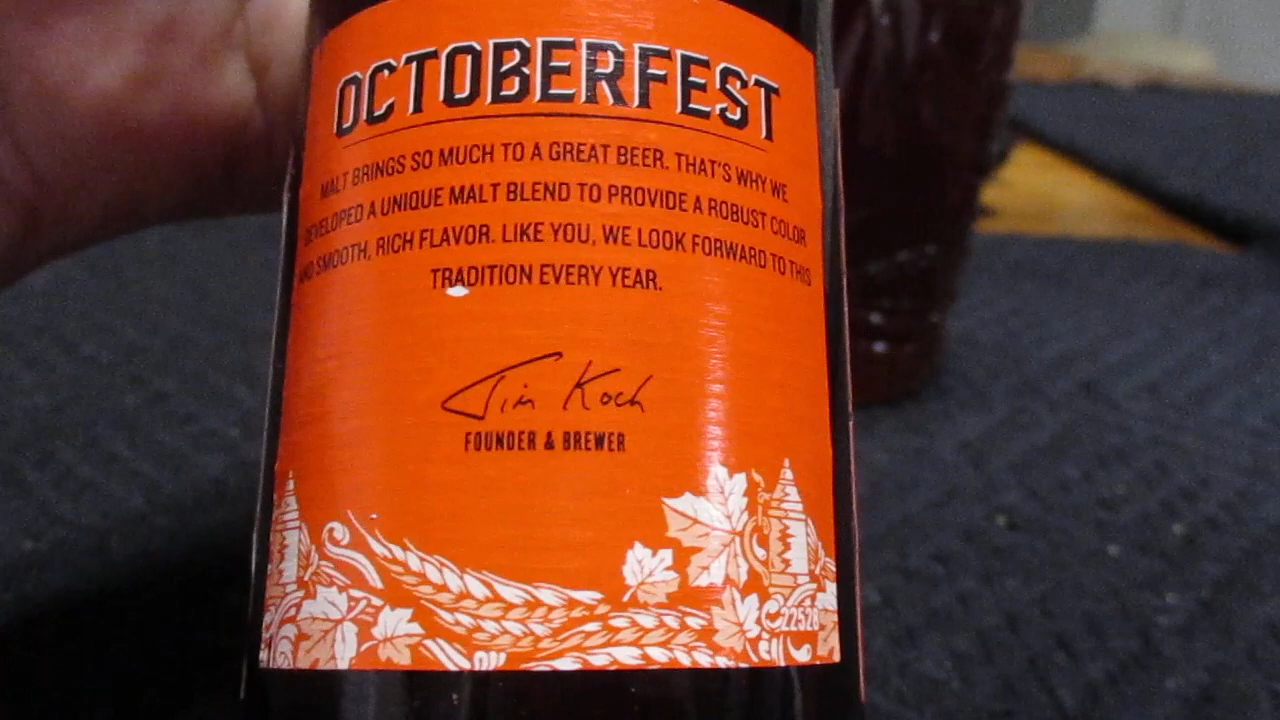 OCTOBERFEST
MALT BRINGS SO MUCH TO A GREAT BEER. THAT'S WHY WE
DEVELOPED A UNIQUE MALT BLEND TO PROVIDE A ROBUST COLOR
AND SMOOTH, RICH FLAVOR. LIKE YOU, WE LOOK FORWARD TO THIS
TRADITION EVERY YEAR.
Jim Koch
FOUNDER & BREWER
22528